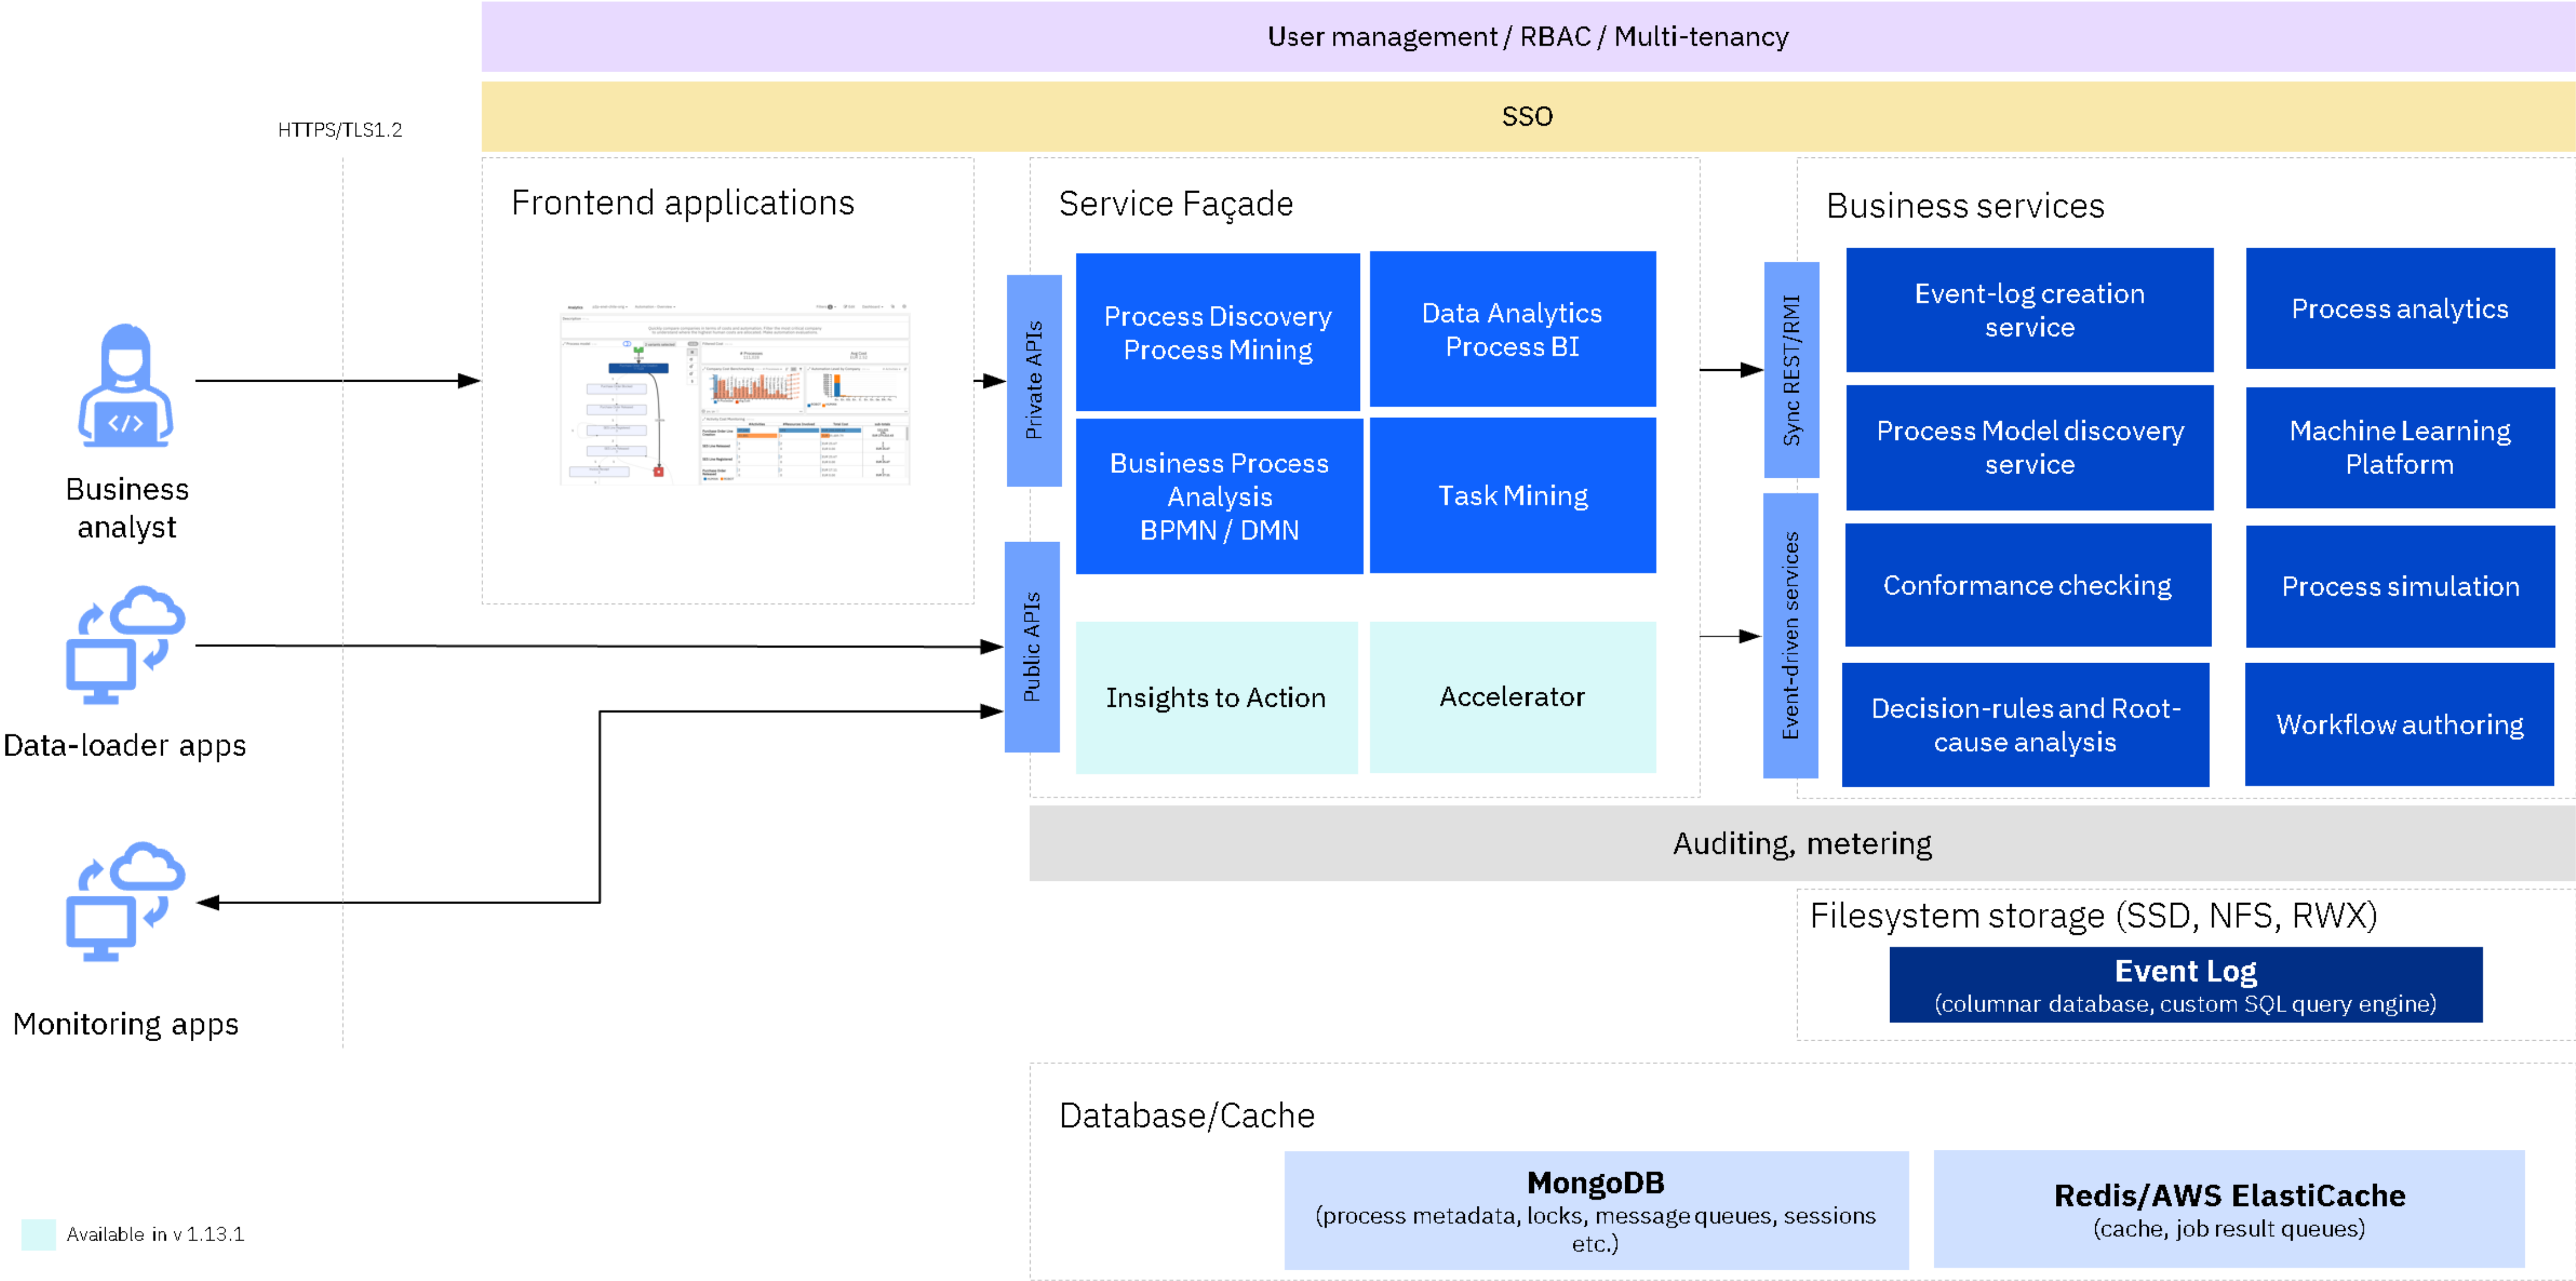 User management / RBAC / Multi-tenancy
SSO
HTTPS/TLS1.2
Frontend applications
Service Façade
Business services
Private APIs
Public APIs
Process Discovery
Process Mining
Data Analytics
Process BI
Business Process
Analysis
BPMN / DMN
Task Mining
Insights to Action
Accelerator
Sync REST/RMI
Event-driven services
Event-log creation
service
Process analytics
Process Model discovery
service
Machine Learning
Platform
Conformance checking
Process simulation
Decision-rules and Root-
cause analysis
Workflow authoring
Business
analyst
Data-loader apps
Monitoring apps
Auditing, metering
Filesystem storage (SSD, NFS, RWX)
Event Log
(columnar database, custom SQL query engine)
Database/Cache
MongoDB
(process metadata, locks, message queues, sessions
etc.)
Redis/AWS ElastiCache
(cache, job result queues)
Available in v 1.13.1